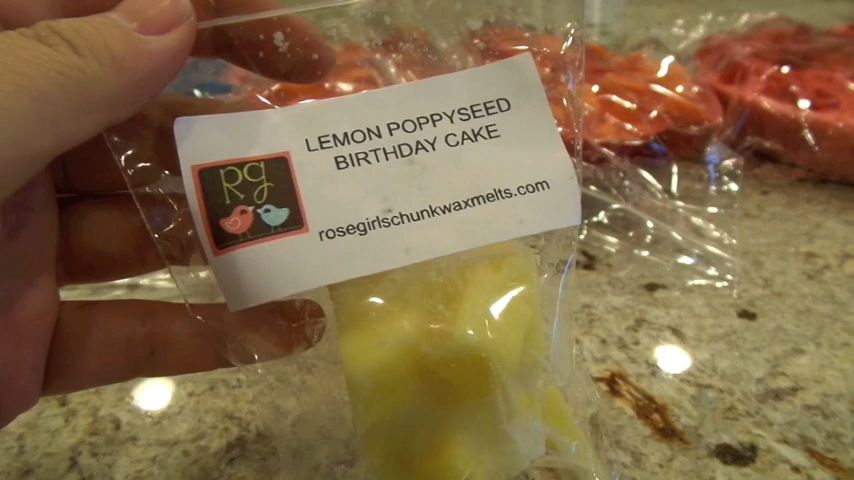 LEMON POPPYSEED
BIRTHDAY CAKE
rg
rosegirlschunkwaxmelts.com